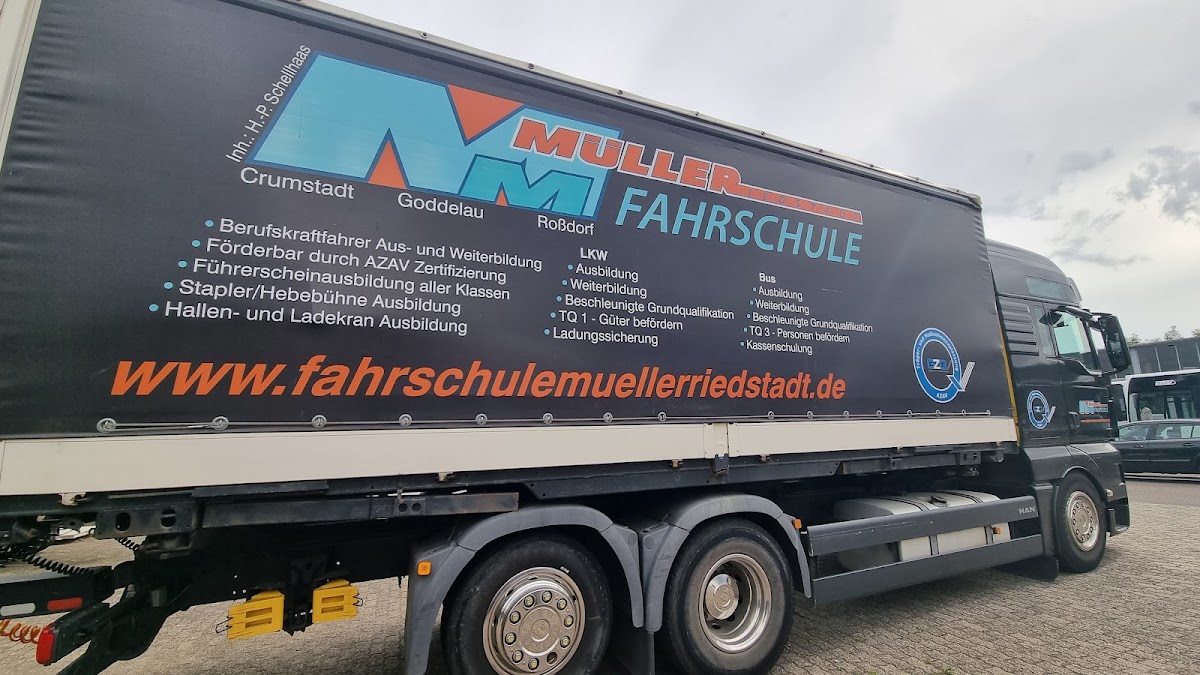 Inh.: H.-P. Schellhaas
MÜLLER
M
FAHRSCHULE
Crumstadt
Goddelau
Roßdorf
• Berufskraftfahrer Aus- und Weiterbildung
• Förderbar durch AZAV Zertifizierung
• Führerscheinausbildung aller Klassen
• Stapler/Hebebühne Ausbildung
• Hallen- und Ladekran Ausbildung
LKW
• Ausbildung
• Weiterbildung
• Beschleunigte Grundqualifikation
• TQ 1 - Güter befördern
• Ladungssicherung
Bus
• Ausbildung
• Weiterbildung
• Beschleunigte Grundqualifikation
• TQ 3 - Personen befördern
• Kassenschulung
www.fahrschulemuellerriedstadt.de
AZAV
MAN